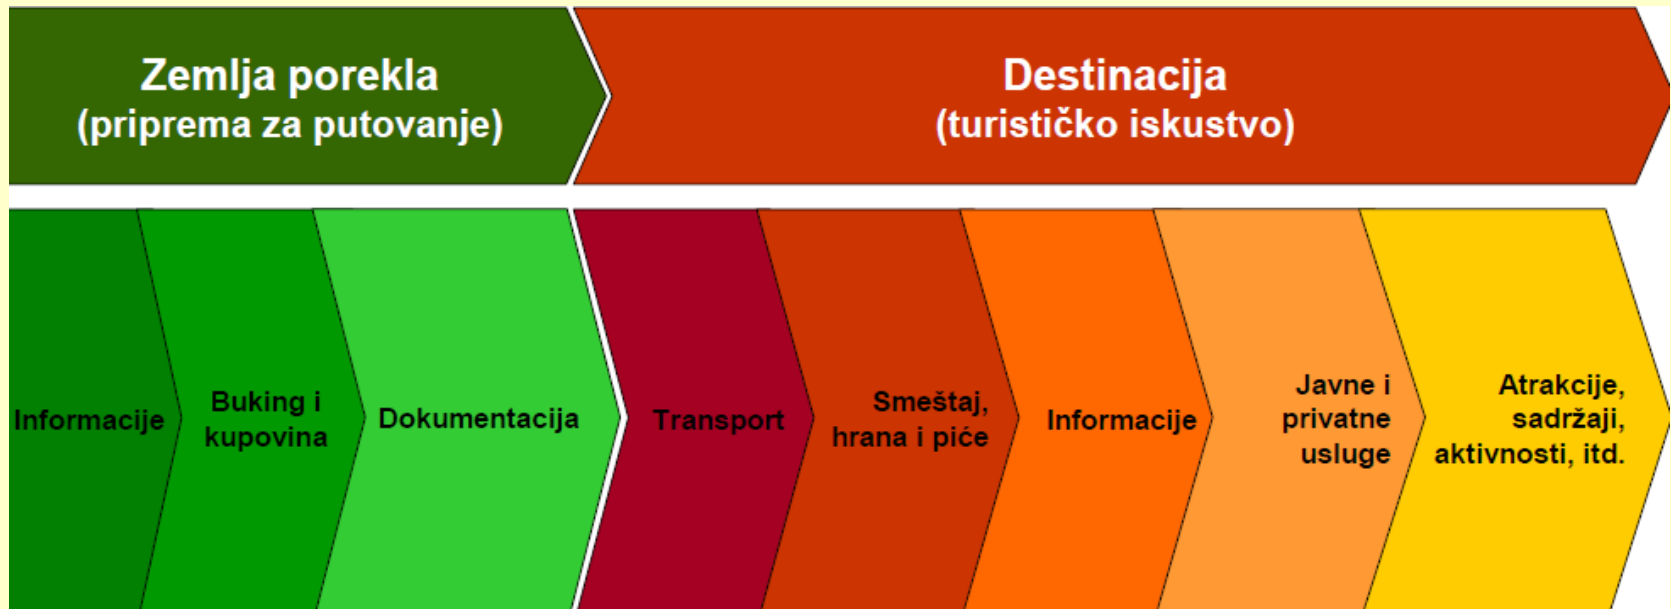 Zemlja porekla
(priprema za putovanje)
Destinacija
(turističko iskustvo)
Informacije
Buking i
kupovina
Dokumentacija
Transport
Smeštaj,
hrana i piće
Informacije
Javne i
privatne
usluge
Atrakcije,
sadržaji,
aktivnosti, itd.